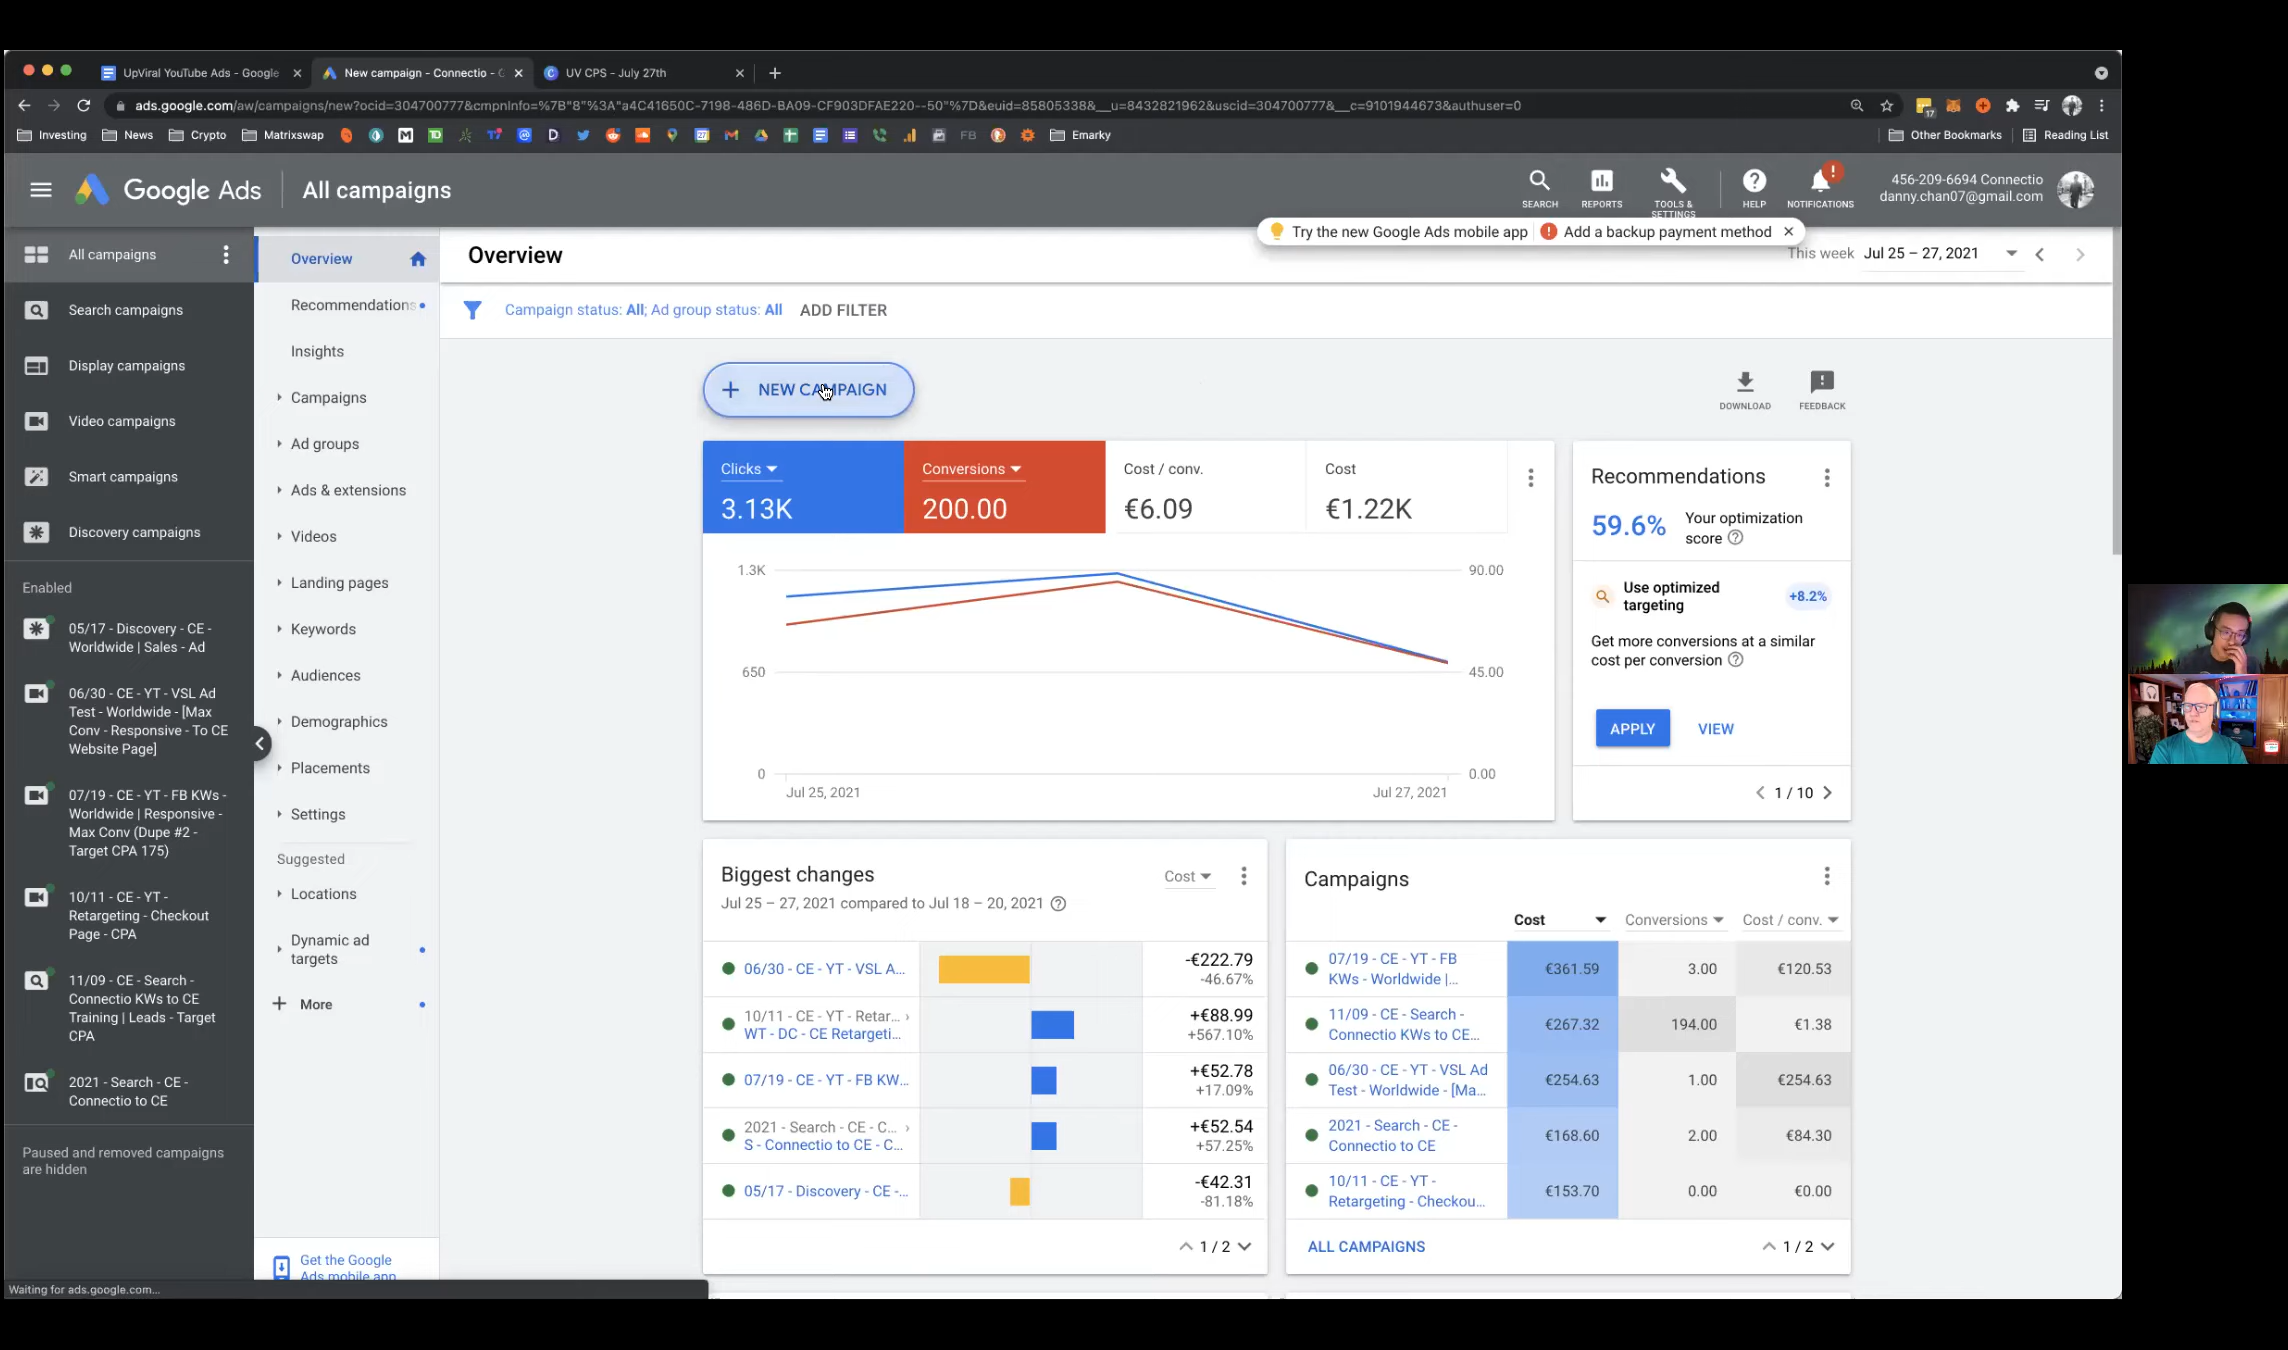 UpViral YouTube Ads - Google
New campaign - Connectio - G
UV CPS - July 27th
ads.google.com/aw/campaigns/new?ocid=304700777&cmpnInfo=%7B"8"%3A"a4C41650C-7198-486D-BA09-CF903DFAE220--50"%7D&euid=85805338&__u=8432821962&uscid=304700777&__c=9101944673&authuser=0
Investing
News
Crypto
Matrixswap
FB
Emarky
Other Bookmarks
Reading List
17
Google Ads
All campaigns
SEARCH
REPORTS
TOOLS &
SETTINGS
HELP
NOTIFICATIONS
456-209-6694 Connectio
danny.chan07@gmail.com
Try the new Google Ads mobile app
Add a backup payment method
All campaigns
Search campaigns
Display campaigns
Video campaigns
Smart campaigns
Discovery campaigns
Enabled
05/17 - Discovery - CE -
Worldwide | Sales - Ad
06/30 - CE - YT - VSL Ad
Test - Worldwide - [Max
Conv - Responsive - To CE
Website Page]
07/19 - CE - YT - FB KWs -
Worldwide | Responsive -
Max Conv (Dupe #2 -
Target CPA 175)
10/11 - CE - YT -
Retargeting - Checkout
Page - CPA
11/09 - CE - Search -
Connectio KWs to CE
Training | Leads - Target
CPA
2021 - Search - CE -
Connectio to CE
Paused and removed campaigns
are hidden
Waiting for ads.google.com...
Overview
Recommendations
Insights
Campaigns
Ad groups
Ads & extensions
Videos
Landing pages
Keywords
Audiences
Demographics
Placements
Settings
Suggested
Locations
Dynamic ad
targets
More
Get the Google
Ads mobile app
Overview
This week Jul 25 – 27, 2021
Campaign status: All; Ad group status: All
ADD FILTER
NEW CAMPAIGN
DOWNLOAD
FEEDBACK
Clicks
3.13K
Conversions
200.00
Cost / conv.
€6.09
Cost
€1.22K
1.3K
90.00
650
45.00
0
0.00
Jul 25, 2021
Jul 27, 2021
Recommendations
59.6%
Your optimization
score
Use optimized
targeting
+8.2%
Get more conversions at a similar
cost per conversion
APPLY
VIEW
1 / 10
Biggest changes
Cost
Jul 25 – 27, 2021 compared to Jul 18 – 20, 2021
06/30 - CE - YT - VSL A...
-€222.79
-46.67%
10/11 - CE - YT - Retar...
WT - DC - CE Retargeti...
+€88.99
+567.10%
07/19 - CE - YT - FB KW...
+€52.78
+17.09%
2021 - Search - CE - C...
S - Connectio to CE - C...
+€52.54
+57.25%
05/17 - Discovery - CE -...
-€42.31
-81.18%
1 / 2
Campaigns
Cost
Conversions
Cost / conv.
07/19 - CE - YT - FB
KWs - Worldwide |...
€361.59
3.00
€120.53
11/09 - CE - Search -
Connectio KWs to CE...
€267.32
194.00
€1.38
06/30 - CE - YT - VSL Ad
Test - Worldwide - [Ma...
€254.63
1.00
€254.63
2021 - Search - CE -
Connectio to CE
€168.60
2.00
€84.30
10/11 - CE - YT -
Retargeting - Checkou...
€153.70
0.00
€0.00
ALL CAMPAIGNS
1 / 2